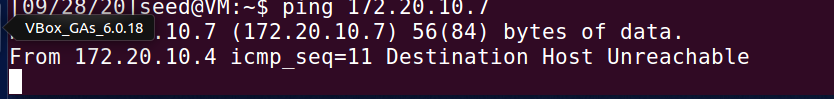 [09/28/20]seed@VM:~$ ping 172.20.10.7
VBox_GAs_6.0.18
.10.7 (172.20.10.7) 56(84) bytes of data.
From 172.20.10.4 icmp_seq=11 Destination Host Unreachable